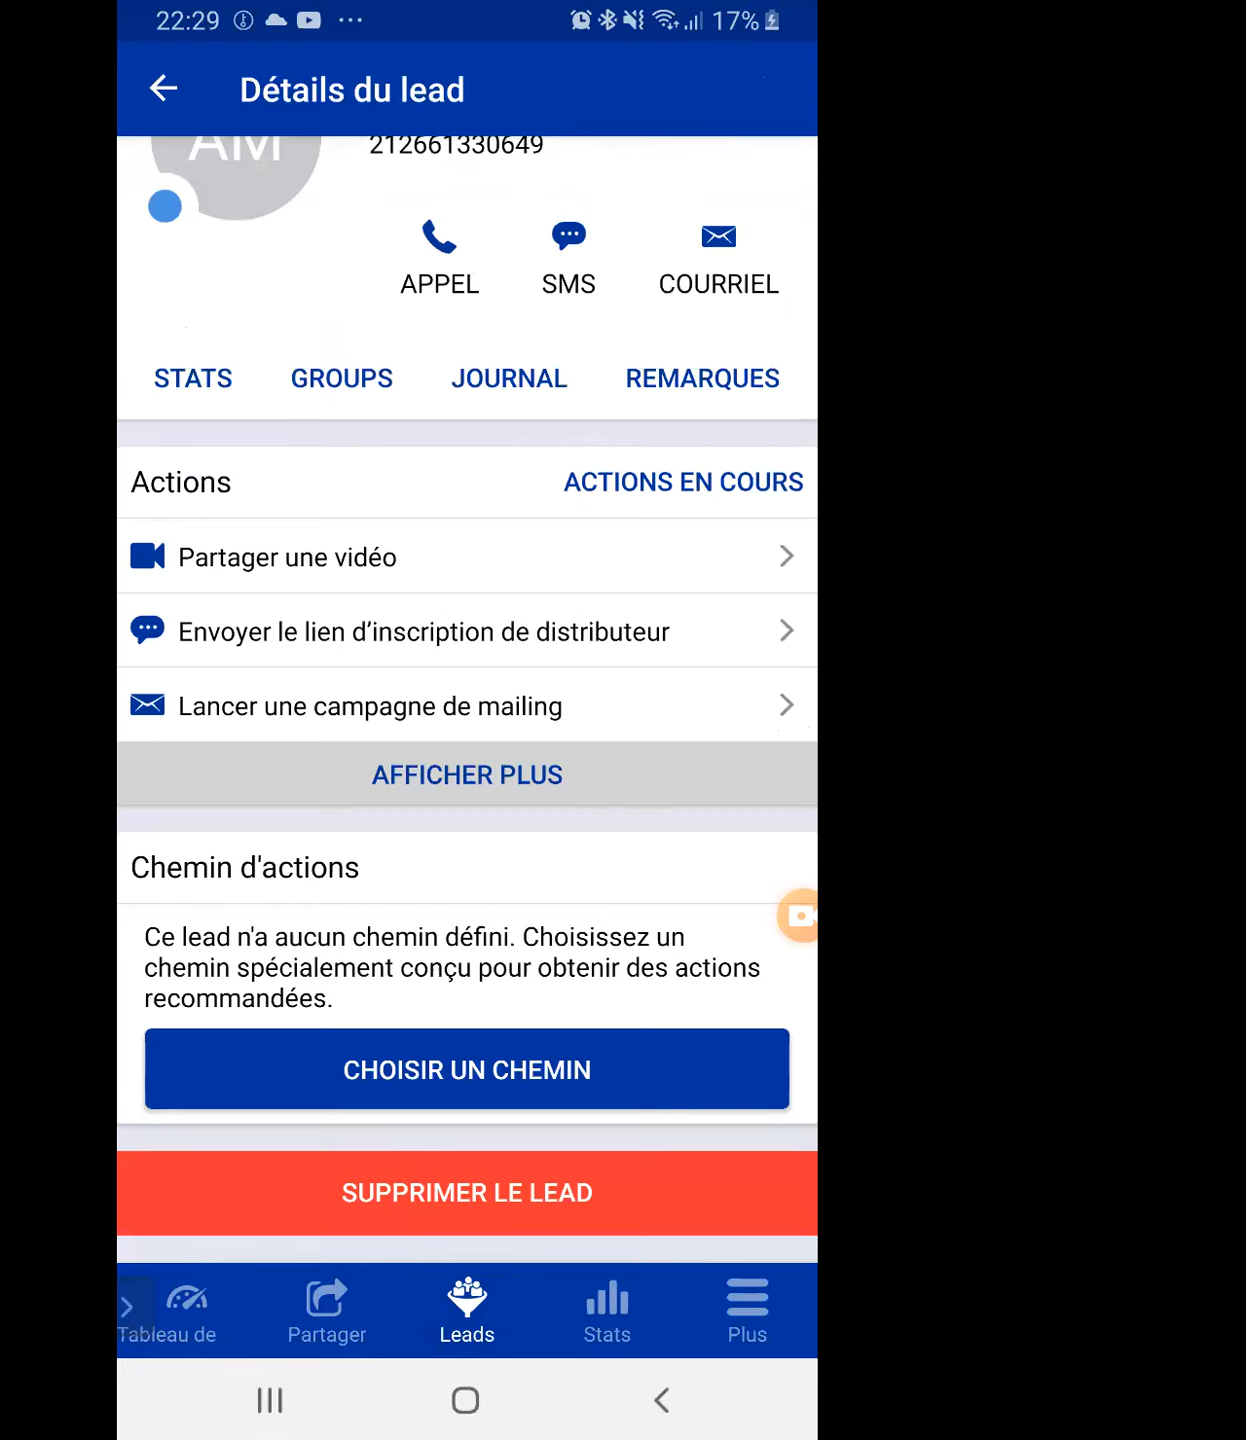 22:29
17%
Détails du lead
AM
212661330649
APPEL
SMS
COURRIEL
STATS
GROUPS
JOURNAL
REMARQUES
Actions
ACTIONS EN COURS
Partager une vidéo
Envoyer le lien d’inscription de distributeur
Lancer une campagne de mailing
AFFICHER PLUS
Chemin d'actions
Ce lead n'a aucun chemin défini. Choisissez un
chemin spécialement conçu pour obtenir des actions
recommandées.
CHOISIR UN CHEMIN
SUPPRIMER LE LEAD
Tableau de
Partager
Leads
Stats
Plus